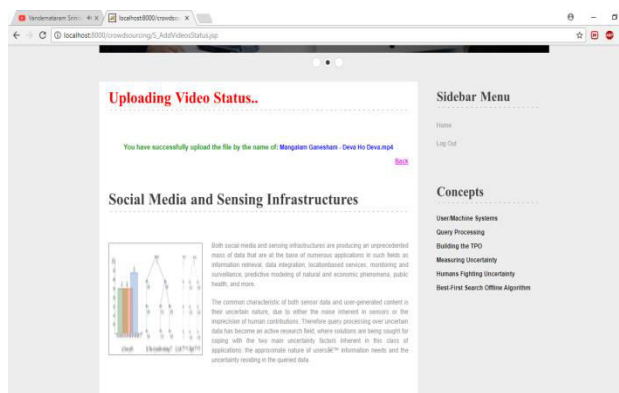 Vandemataram Srini
localhost:8000/crowdsou
localhost:8000/crowdsourcing/S_AddVideosStatus.jsp
Uploading Video Status..
You have successfully upload the file by the name of: Mangalam Ganesham - Deva Ho Deva.mp4
Back
Social Media and Sensing Infrastructures
Both social media and sensing infrastructures are producing an unprecedented
mass of data that are at the base of numerous applications in such fields as
information retrieval, data integration, locationbased services, monitoring and
surveillance, predictive modeling of natural and economic phenomena, public
health, and more.
The common characteristic of both sensor data and user-generated content is
their uncertain nature, due to either the noise inherent in sensors or the
imprecision of human contributions. Therefore query processing over uncertain
data has become an active research field, where solutions are being sought for
coping with the two main uncertainty factors inherent in this class of
applications: the approximate nature of usersâ€™ information needs and the
uncertainty residing in the queried data.
Sidebar Menu
Home
Log Out
Concepts
User/Machine Systems
Query Processing
Building the TPO
Measuring Uncertainty
Humans Fighting Uncertainty
Best-First Search Offline Algorithm